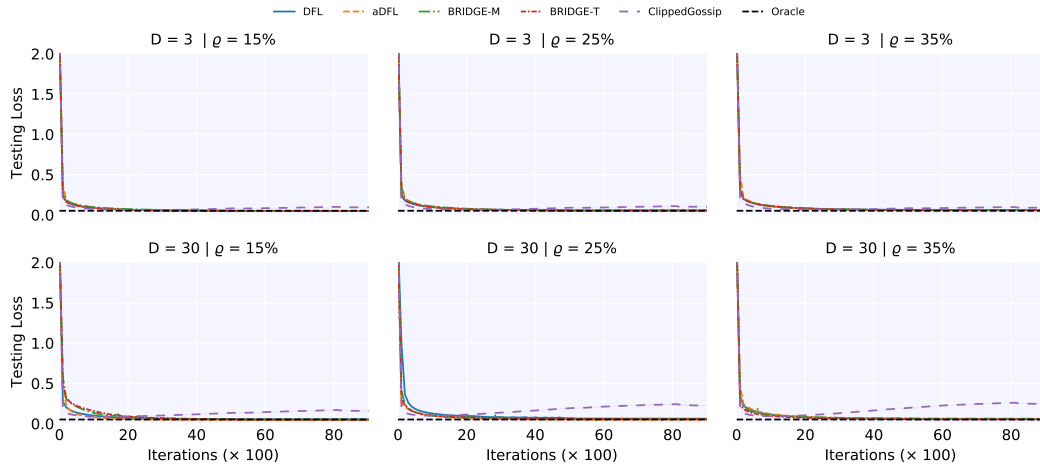 DFL aDFL BRIDGE-M BRIDGE-T ClippedGossip Oracle
D = 3 | ϱ = 15% D = 3 | ϱ = 25% D = 3 | ϱ = 35%
Testing Loss
2.0
1.5
1.0
0.5
0.0
D = 30 | ϱ = 15% D = 30 | ϱ = 25% D = 30 | ϱ = 35%
Testing Loss
2.0
1.5
1.0
0.5
0.0
0 20 40 60 80 0 20 40 60 80 0 20 40 60 80
Iterations (× 100) Iterations (× 100) Iterations (× 100)